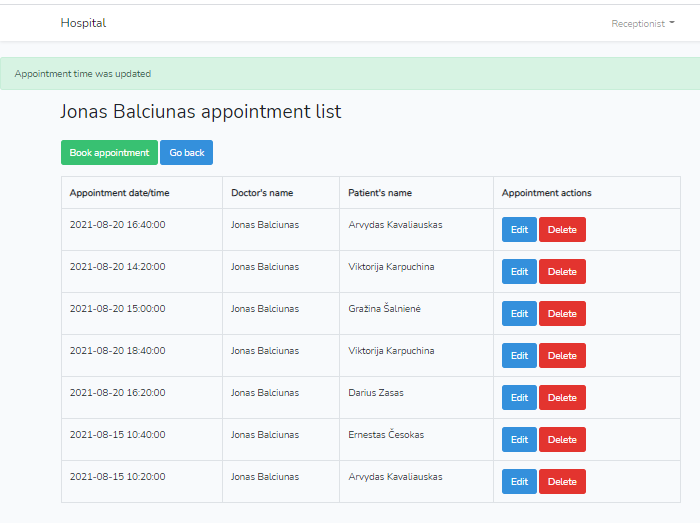 Hospital Receptionist
Appointment time was updated
Jonas Balciunas appointment list
Book appointment Go back
Appointment date/time Doctor's name Patient's name Appointment actions
2021-08-20 16:40:00 Jonas Balciunas Arvydas Kavaliauskas Edit Delete
2021-08-20 14:20:00 Jonas Balciunas Viktorija Karpuchina Edit Delete
2021-08-20 15:00:00 Jonas Balciunas Gražina Šalnienė Edit Delete
2021-08-20 18:40:00 Jonas Balciunas Viktorija Karpuchina Edit Delete
2021-08-20 16:20:00 Jonas Balciunas Darius Zasas Edit Delete
2021-08-15 10:40:00 Jonas Balciunas Ernestas Česokas Edit Delete
2021-08-15 10:20:00 Jonas Balciunas Arvydas Kavaliauskas Edit Delete